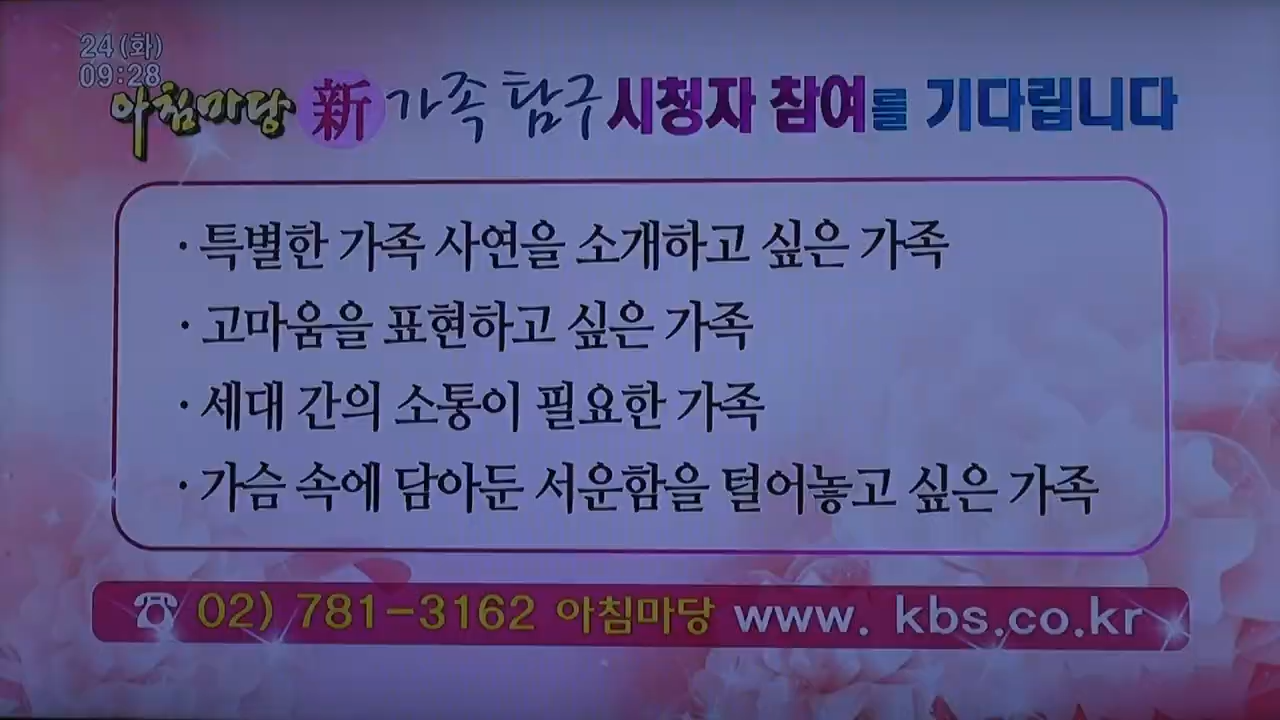 24(화)
09:28
아침마당 新 가족 탐구 시청자 참여를 기다립니다
· 특별한 가족 사연을 소개하고 싶은 가족
· 고마움을 표현하고 싶은 가족
· 세대 간의 소통이 필요한 가족
· 가슴 속에 담아둔 서운함을 털어놓고 싶은 가족
☎ 02) 781-3162 아침마당 www. kbs.co.kr